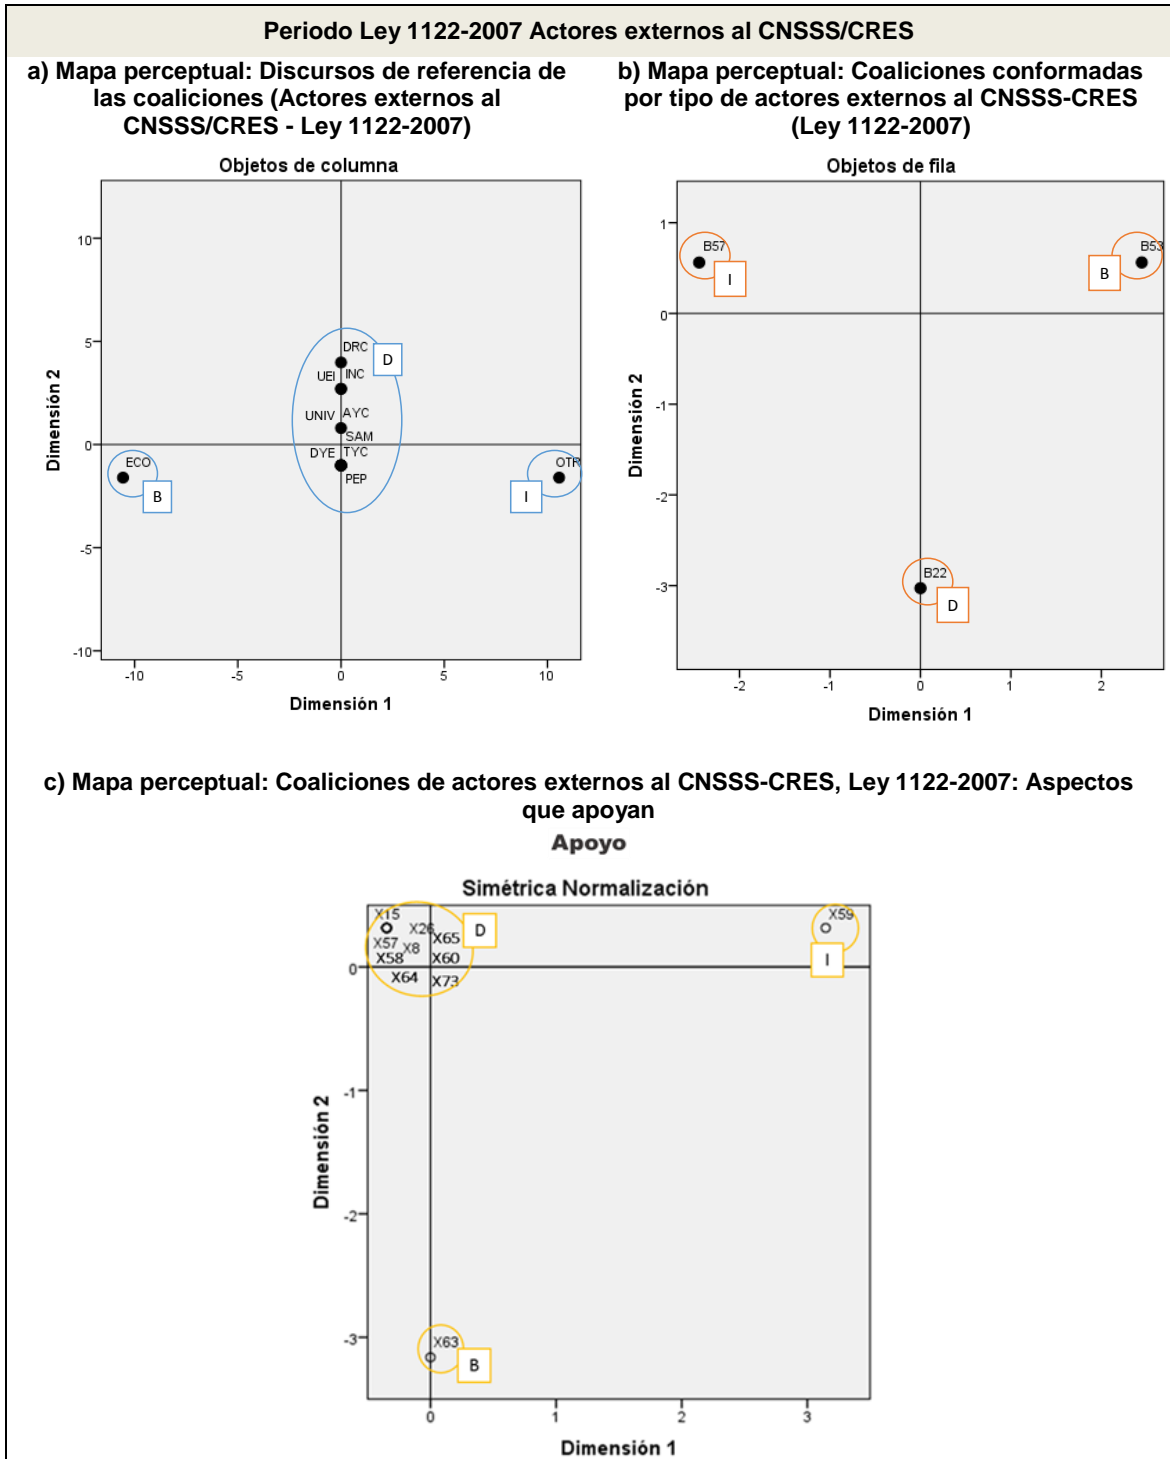 Periodo Ley 1122-2007 Actores externos al CNSSS/CRES
a) Mapa perceptual: Discursos de referencia de
las coaliciones (Actores externos al
CNSSS/CRES - Ley 1122-2007)
Objetos de columna
10
5
0
-5
-10
-10
-5
0
5
10
Dimensión 2
Dimensión 1
DRC
D
UEI
INC
UNIV
AYC
SAM
DYE
TYC
PEP
ECO
B
OTR
I
b) Mapa perceptual: Coaliciones conformadas
por tipo de actores externos al CNSSS-CRES
(Ley 1122-2007)
Objetos de fila
1
0
-1
-2
-3
-2
-1
0
1
2
Dimensión 2
Dimensión 1
B57
I
B53
B
B22
D
c) Mapa perceptual: Coaliciones de actores externos al CNSSS-CRES, Ley 1122-2007: Aspectos
que apoyan
Apoyo
Simétrica Normalización
0
-1
-2
-3
0
1
2
3
Dimensión 2
Dimensión 1
X15
X26
X65
D
X57
X8
X58
X60
X64
X73
X59
I
X63
B